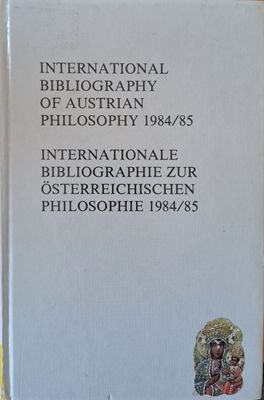 INTERNATIONAL
BIBLIOGRAPHY
OF AUSTRIAN
PHILOSOPHY 1984/85
INTERNATIONALE
BIBLIOGRAPHIE ZUR
ÖSTERREICHISCHEN
PHILOSOPHIE 1984/85